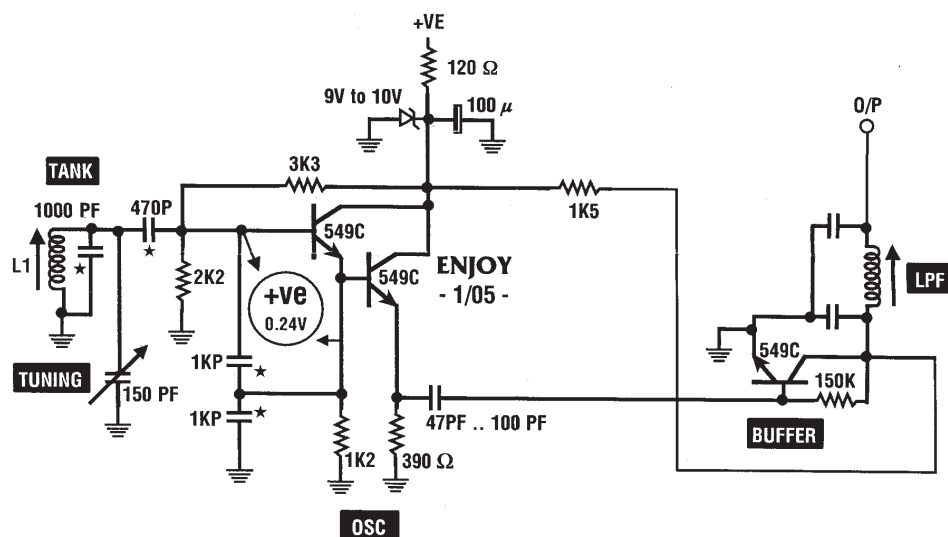 +VE
120 Ω
9V to 10V
100 µ
O/P
TANK
3K3
1000 PF
470P
1K5
549C
L1
2K2
549C
ENJOY
- 1/05 -
LPF
+ve
0.24V
549C
TUNING
1KP
150 PF
150K
1KP
47PF .. 100 PF
BUFFER
1K2
390 Ω
OSC